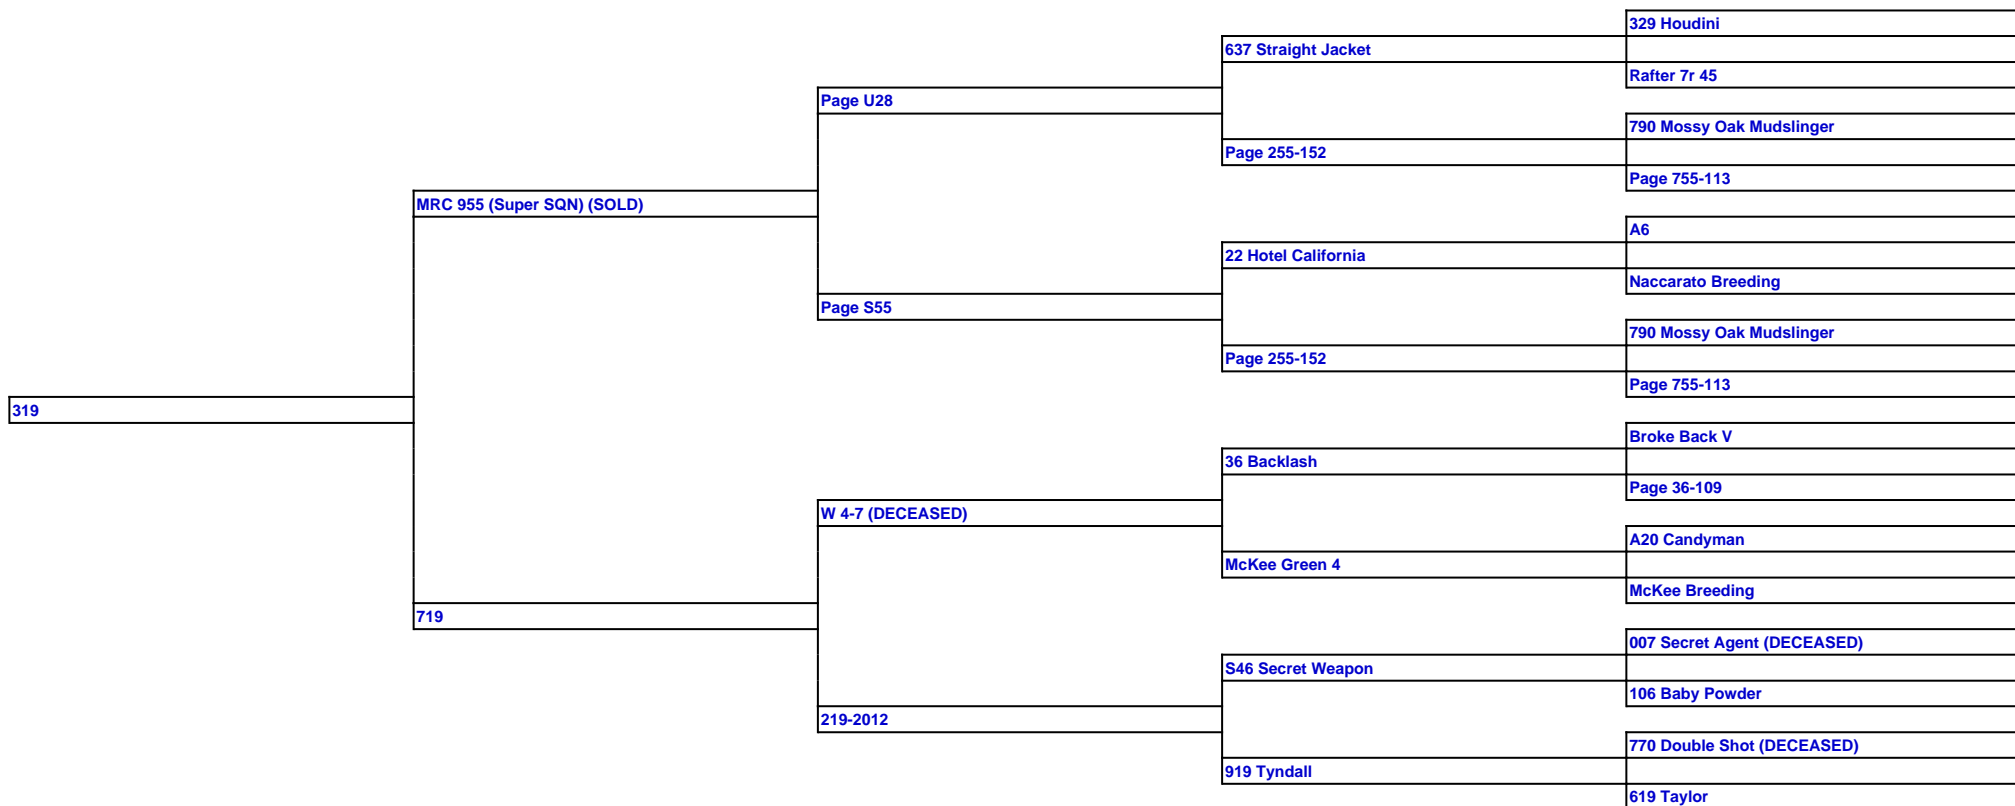 329 Houdini
637 Straight Jacket
Rafter 7r 45
Page U28
790 Mossy Oak Mudslinger
Page 255-152
Page 755-113
MRC 955 (Super SQN) (SOLD)
A6
22 Hotel California
Naccarato Breeding
Page S55
790 Mossy Oak Mudslinger
Page 255-152
Page 755-113
319
Broke Back V
36 Backlash
Page 36-109
W 4-7 (DECEASED)
A20 Candyman
McKee Green 4
McKee Breeding
719
007 Secret Agent (DECEASED)
S46 Secret Weapon
106 Baby Powder
219-2012
770 Double Shot (DECEASED)
919 Tyndall
619 Taylor